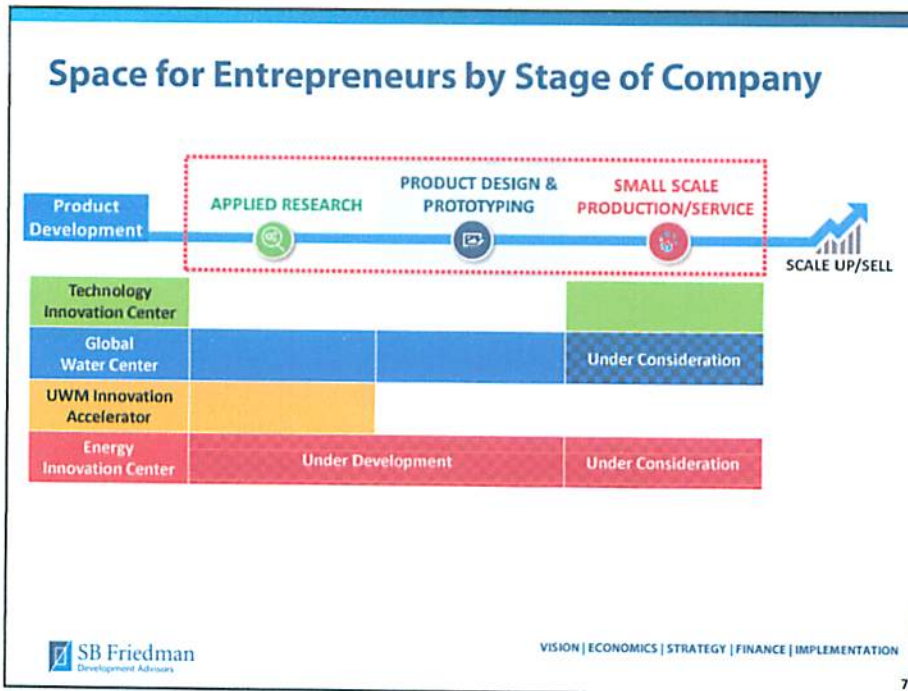 Space for Entrepreneurs by Stage of Company
Product
Development
APPLIED RESEARCH
PRODUCT DESIGN &
PROTOTYPING
SMALL SCALE
PRODUCTION/SERVICE
SCALE UP/SELL
Technology
Innovation Center
Global
Water Center
Under Consideration
UWM Innovation
Accelerator
Energy
Innovation Center
Under Development
Under Consideration
SB Friedman
Development Advisors
VISION | ECONOMICS | STRATEGY | FINANCE | IMPLEMENTATION
7